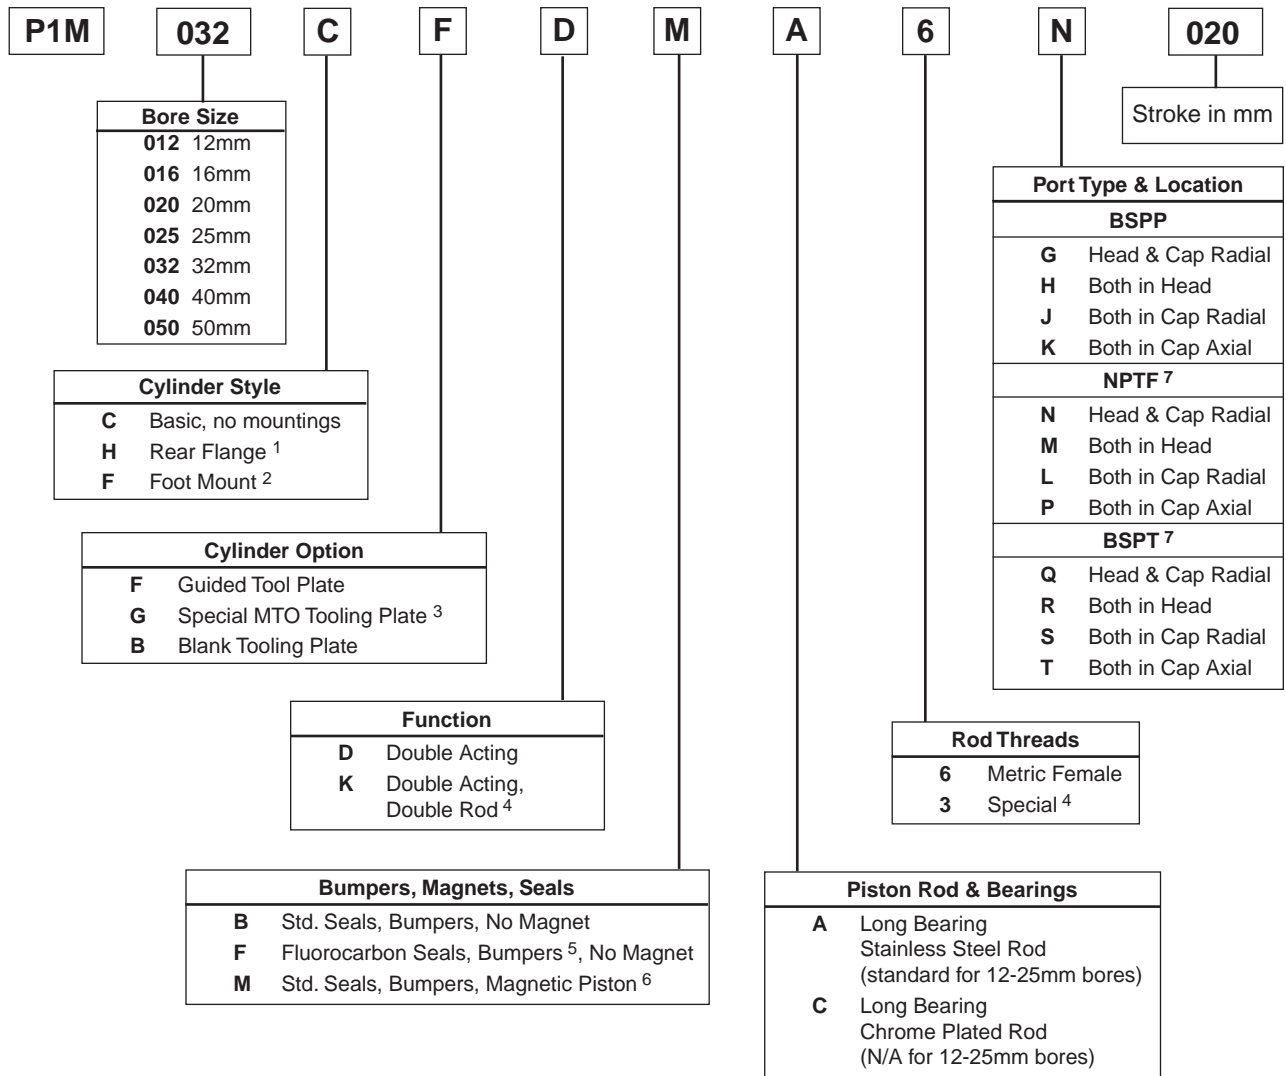 P1M 032 C F D M A 6 N 020
Bore Size
012 12mm
016 16mm
020 20mm
025 25mm
032 32mm
040 40mm
050 50mm
Stroke in mm
Port Type & Location
BSPP
G Head & Cap Radial
H Both in Head
J Both in Cap Radial
K Both in Cap Axial
NPTF 7
N Head & Cap Radial
M Both in Head
L Both in Cap Radial
P Both in Cap Axial
BSPT 7
Q Head & Cap Radial
R Both in Head
S Both in Cap Radial
T Both in Cap Axial
Cylinder Style
C Basic, no mountings
H Rear Flange 1
F Foot Mount 2
Cylinder Option
F Guided Tool Plate
G Special MTO Tooling Plate 3
B Blank Tooling Plate
Function
D Double Acting
K Double Acting,
Double Rod 4
Rod Threads
6 Metric Female
3 Special 4
Bumpers, Magnets, Seals
B Std. Seals, Bumpers, No Magnet
F Fluorocarbon Seals, Bumpers 5, No Magnet
M Std. Seals, Bumpers, Magnetic Piston 6
Piston Rod & Bearings
A Long Bearing
Stainless Steel Rod
(standard for 12-25mm bores)
C Long Bearing
Chrome Plated Rod
(N/A for 12-25mm bores)